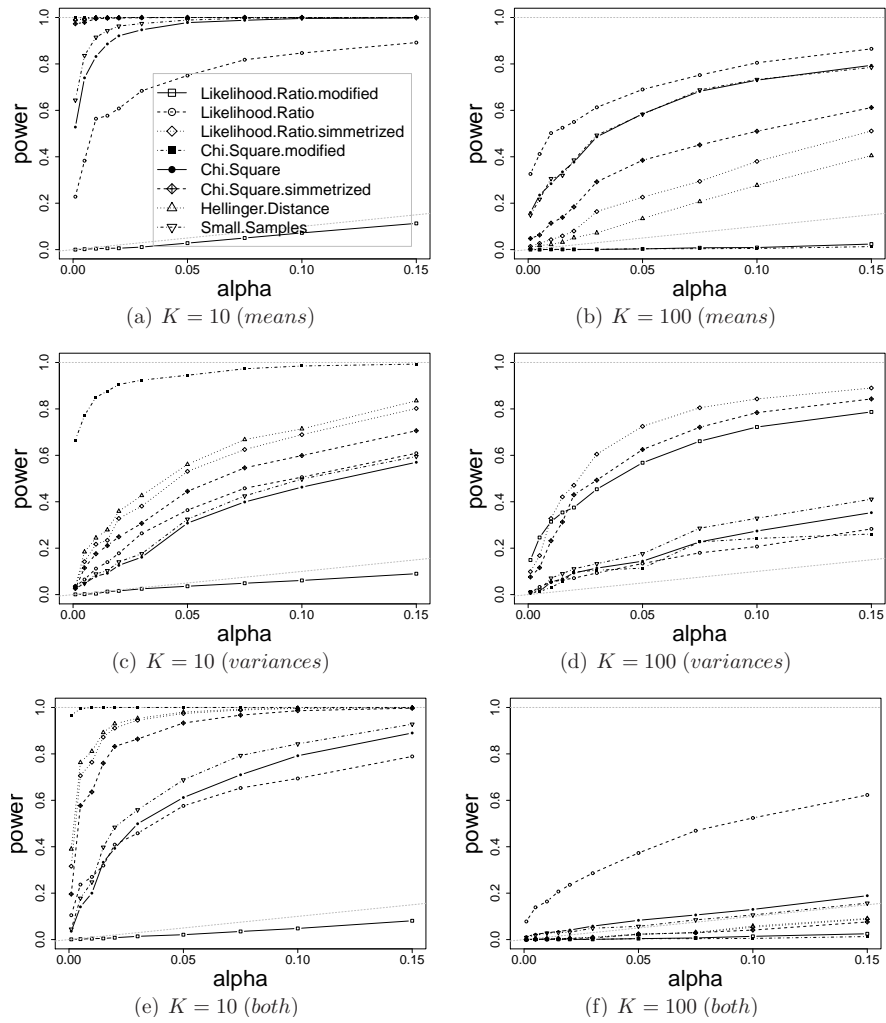 power
0.0 0.2 0.4 0.6 0.8 1.0
Likelihood.Ratio.modified
Likelihood.Ratio
Likelihood.Ratio.simmetrized
Chi.Square.modified
Chi.Square
Chi.Square.simmetrized
Hellinger.Distance
Small.Samples
0.00 0.05 0.10 0.15
alpha
(a) K = 10 (means)
power
0.0 0.2 0.4 0.6 0.8 1.0
0.00 0.05 0.10 0.15
alpha
(b) K = 100 (means)
power
0.0 0.2 0.4 0.6 0.8 1.0
0.00 0.05 0.10 0.15
alpha
(c) K = 10 (variances)
power
0.0 0.2 0.4 0.6 0.8 1.0
0.00 0.05 0.10 0.15
alpha
(d) K = 100 (variances)
power
0.0 0.2 0.4 0.6 0.8 1.0
0.00 0.05 0.10 0.15
alpha
(e) K = 10 (both)
power
0.0 0.2 0.4 0.6 0.8 1.0
0.00 0.05 0.10 0.15
alpha
(f) K = 100 (both)